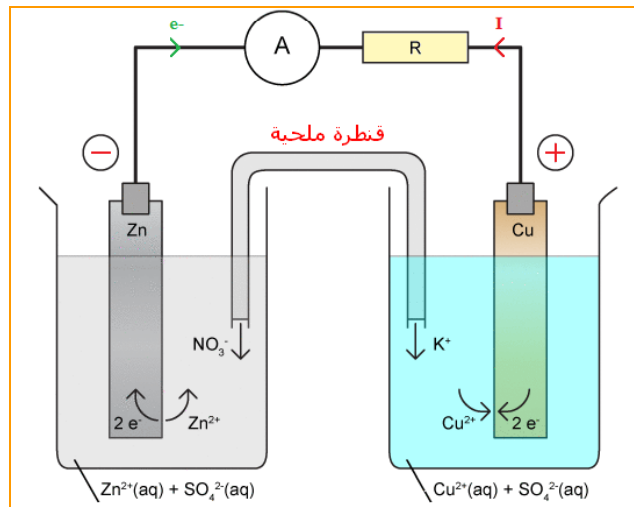 e-
A
R
I
قنطرة ملحية
−
+
Zn
Cu
NO₃⁻
K⁺
2 e⁻
Zn²⁺
Cu²⁺
2 e⁻
Zn²⁺(aq) + SO₄²⁻(aq)
Cu²⁺(aq) + SO₄²⁻(aq)